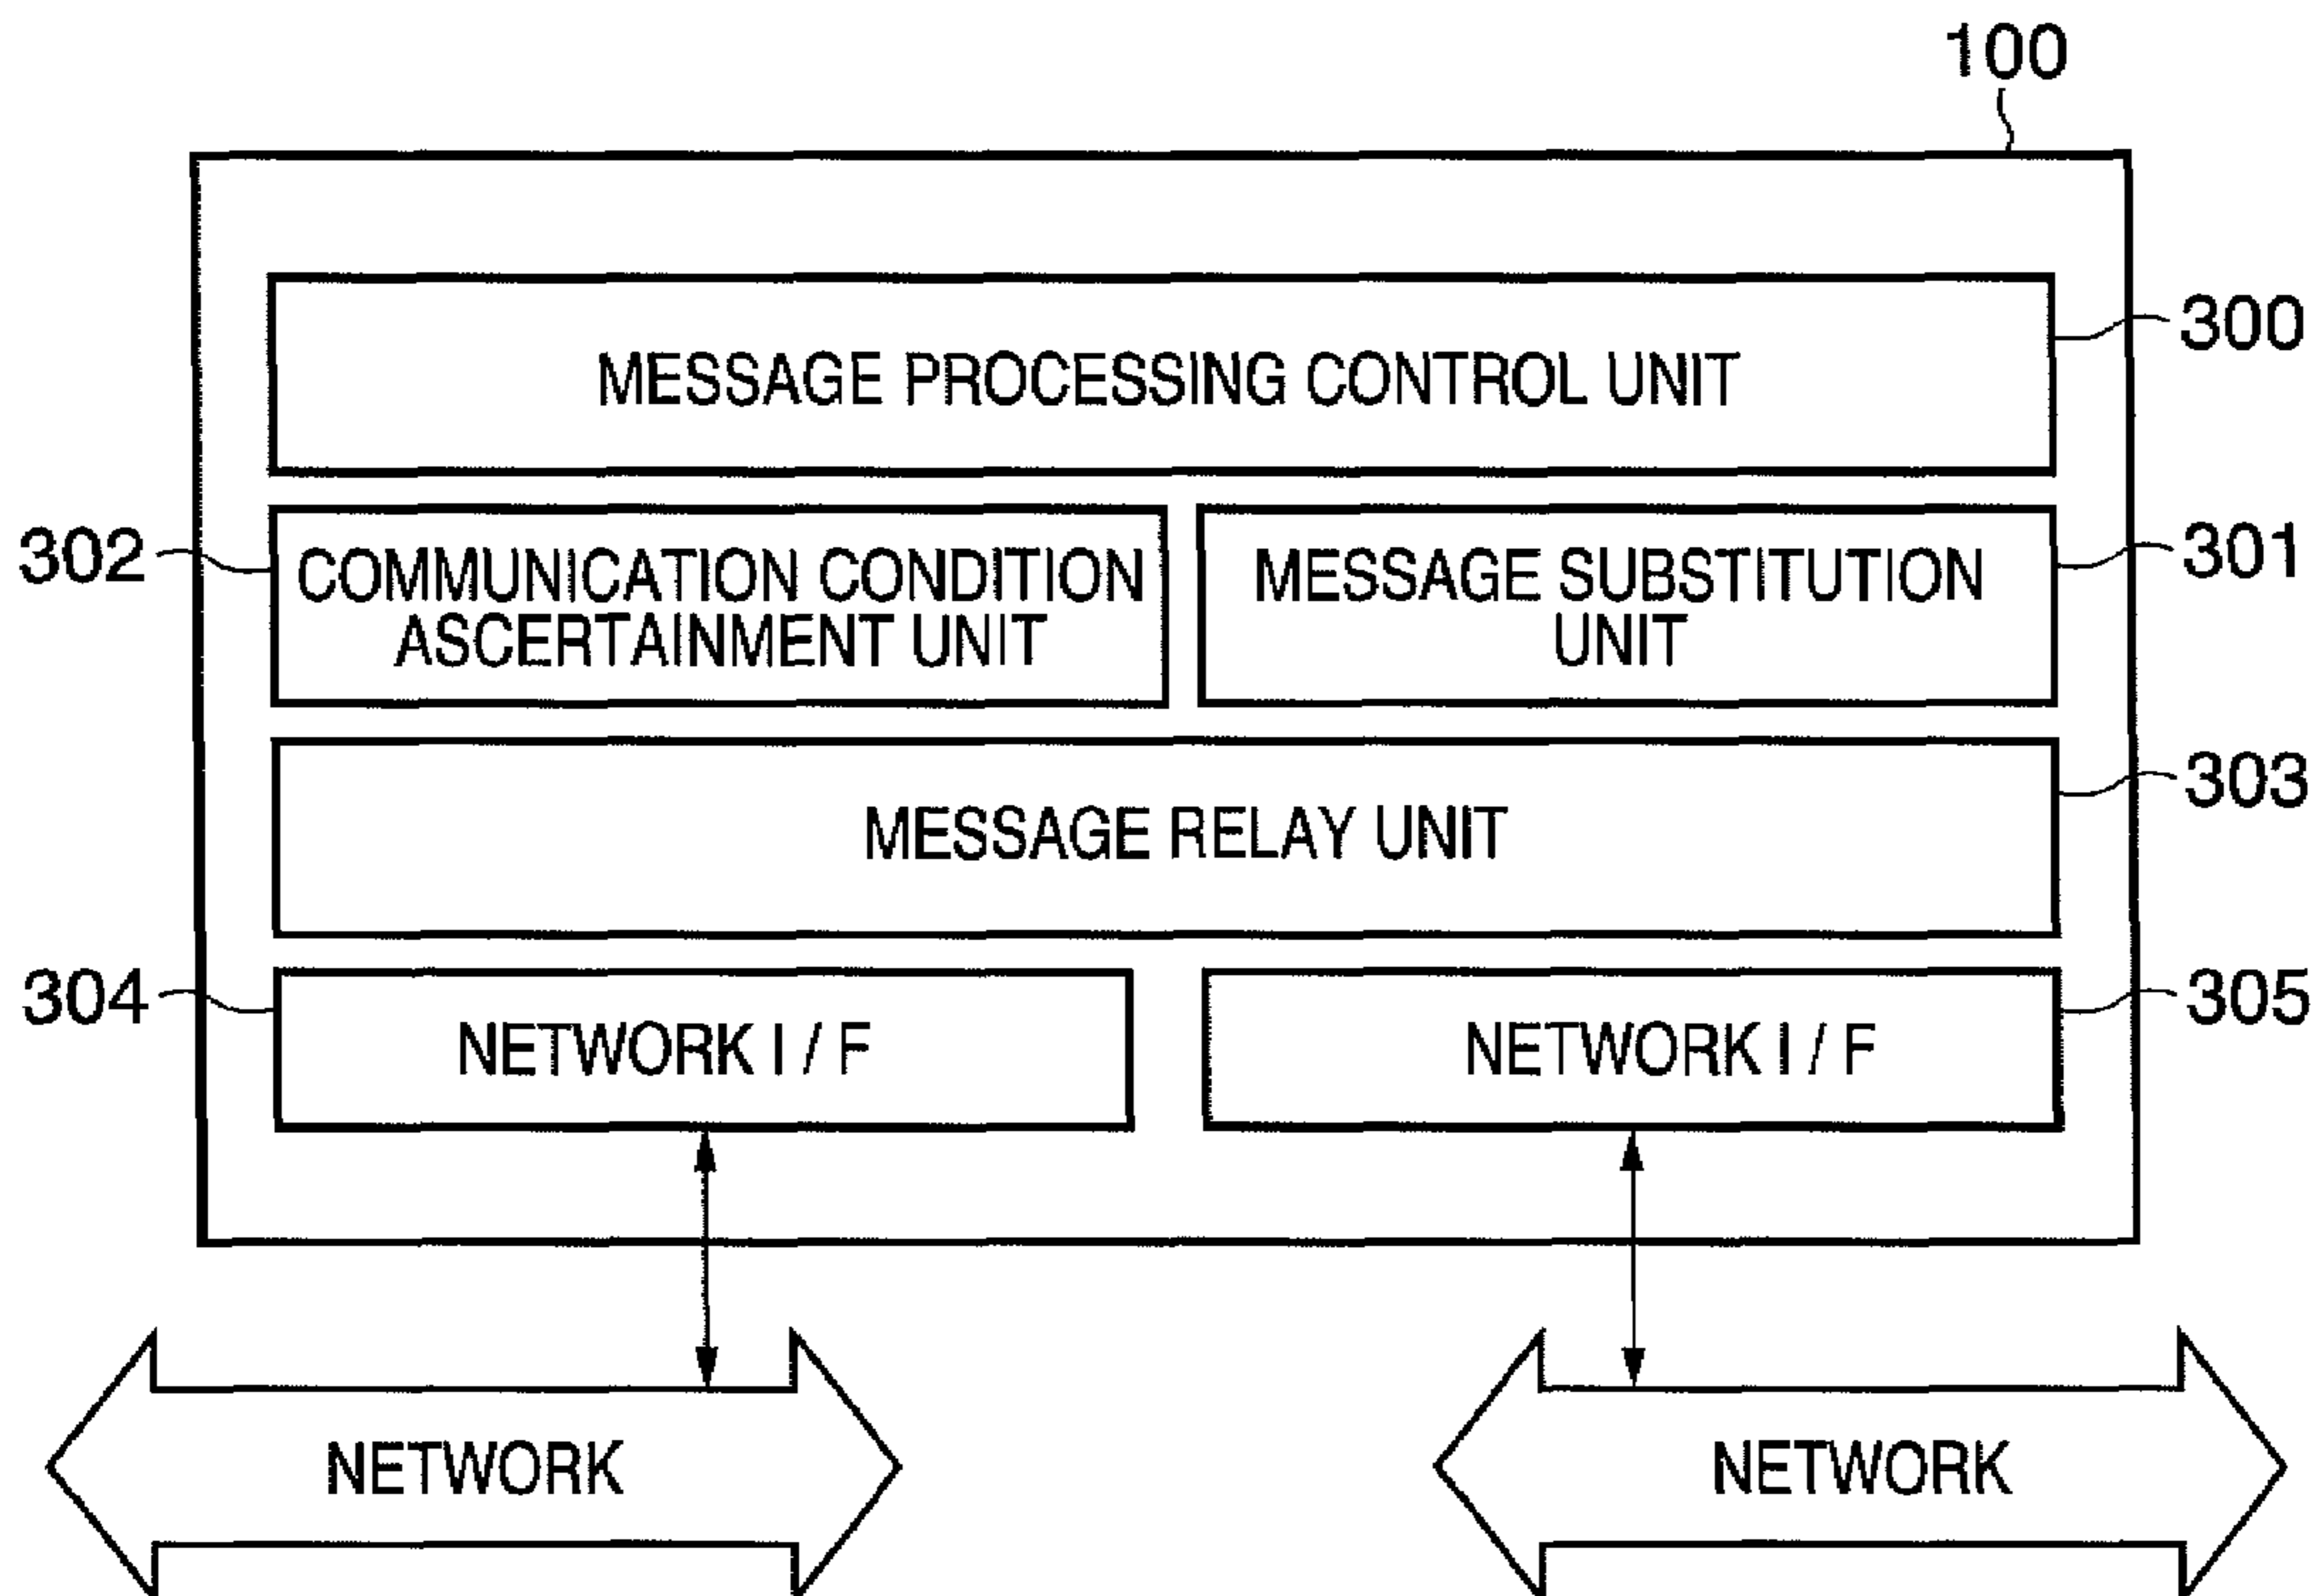 100
MESSAGE PROCESSING CONTROL UNIT
300
302
COMMUNICATION CONDITION
ASCERTAINMENT UNIT
MESSAGE SUBSTITUTION
UNIT
301
MESSAGE RELAY UNIT
303
304
NETWORK I / F
NETWORK I / F
305
NETWORK
NETWORK